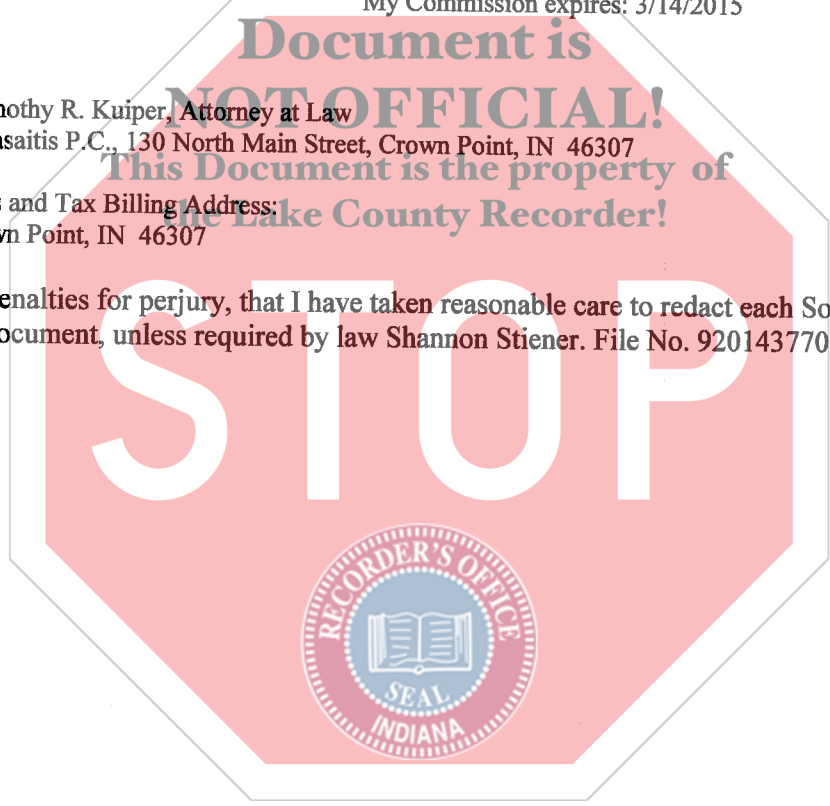 My Commission expires: 3/14/2015
Document is
NOT OFFICIAL!
nothy R. Kuiper, Attorney at Law
saitis P.C., 130 North Main Street, Crown Point, IN 46307
This Document is the property of
s and Tax Billing Address:
the Lake County Recorder!
vn Point, IN 46307
enalties for perjury, that I have taken reasonable care to redact each So
ocument, unless required by law Shannon Stiener. File No. 920143770
STOP
RECORDER'S OFFICE
SEAL
INDIANA